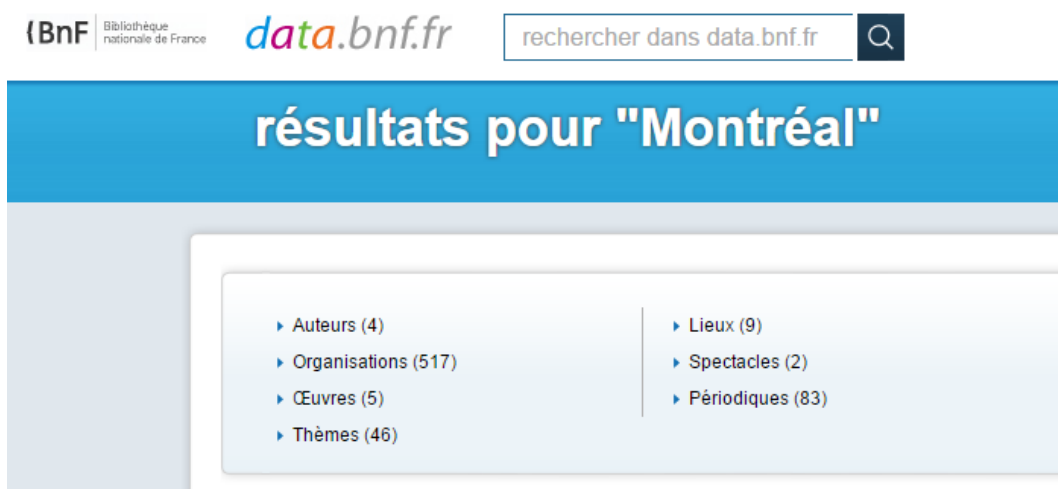 {BnF
Bibliothèque
nationale de France
data.bnf.fr
rechercher dans data.bnf.fr
résultats pour "Montréal"
Auteurs (4)
Organisations (517)
Œuvres (5)
Thèmes (46)
Lieux (9)
Spectacles (2)
Périodiques (83)